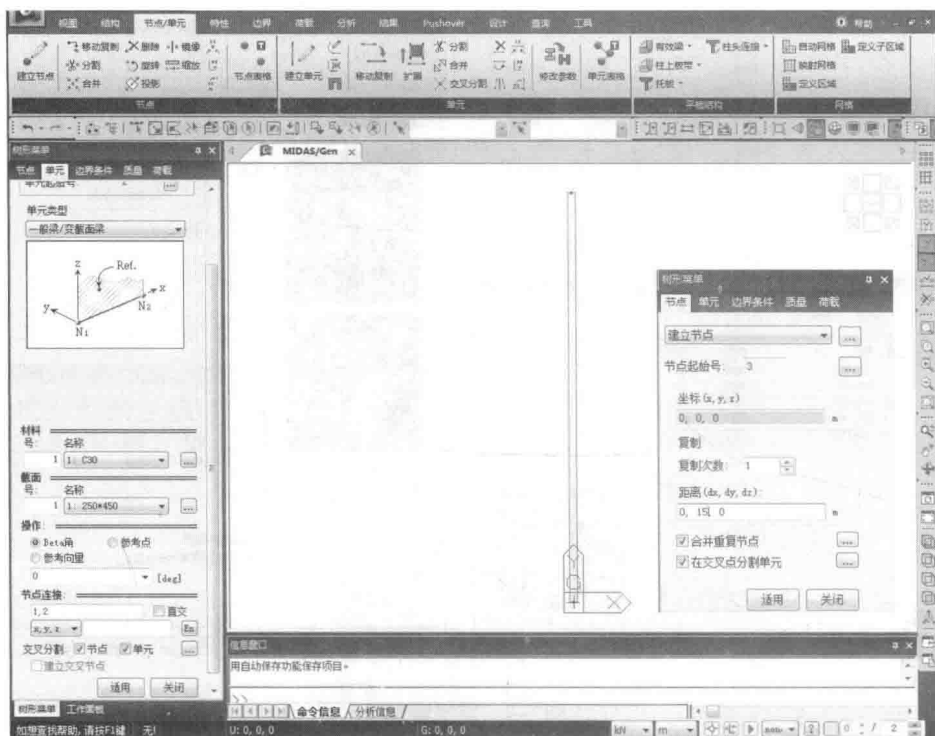 视图 结构 节点/单元 特性 边界 荷载 分析 结果 Pushover 设计 查询 工具 帮助
建立节点 移动复制 删除 镜像
分割 旋转 缩放
合并 投影
节点表格
建立单元 移动复制 扩展
分割
合并
交叉分割
修改参数 单元表格
有效梁 柱头连接
柱上板带
托板
自动网格 定义子区域
映射网格
定义区域
节点 单元 平板结构 网格
树形菜单
节点 单元 边界条件 质量 荷载
单元起始号: 2
单元类型
一般梁/变截面梁
z Ref. x
y N1 N2
材料
号: 名称
1 1: C30
截面
号: 名称
1 1: 250*450
操作:
Beta角 参考点
参考向量
0 [deg]
节点连接:
1,2 直交
x,y,z En
交叉分割: 节点 单元
建立交叉节点
适用 关闭
树形菜单 工作面板
MIDAS/Gen
X
树形菜单
节点 单元 边界条件 质量 荷载
建立节点
节点起始号: 3
坐标(x,y,z)
0, 0, 0 m
复制
复制次数: 1
距离(dx,dy,dz):
0, 15, 0 m
合并重复节点
在交叉点分割单元
适用 关闭
信息窗口
用自动保存功能保存项目。
>>
命令信息 分析信息
如想查找帮助,请按F1键 无! U: 0, 0, 0 G: 0, 0, 0 kN m 0 / 2